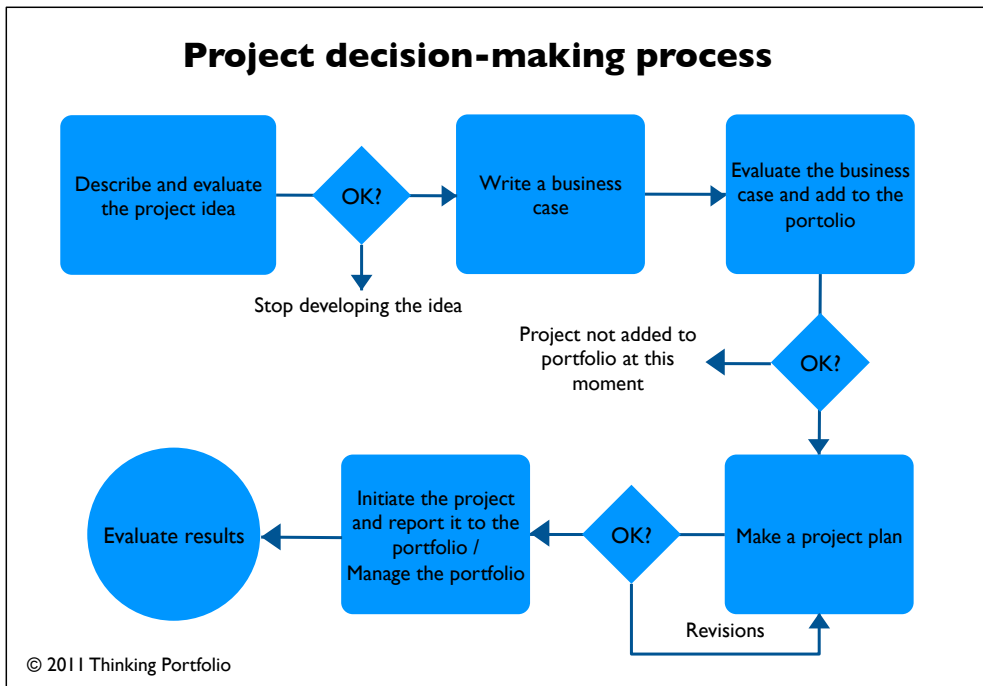 Project decision-making process
Describe and evaluate
the project idea
OK?
Write a business
case
Evaluate the business
case and add to the
portolio
Stop developing the idea
Project not added to
portfolio at this
moment
OK?
Make a project plan
OK?
Revisions
Initiate the project
and report it to the
portfolio /
Manage the portfolio
Evaluate results
© 2011 Thinking Portfolio